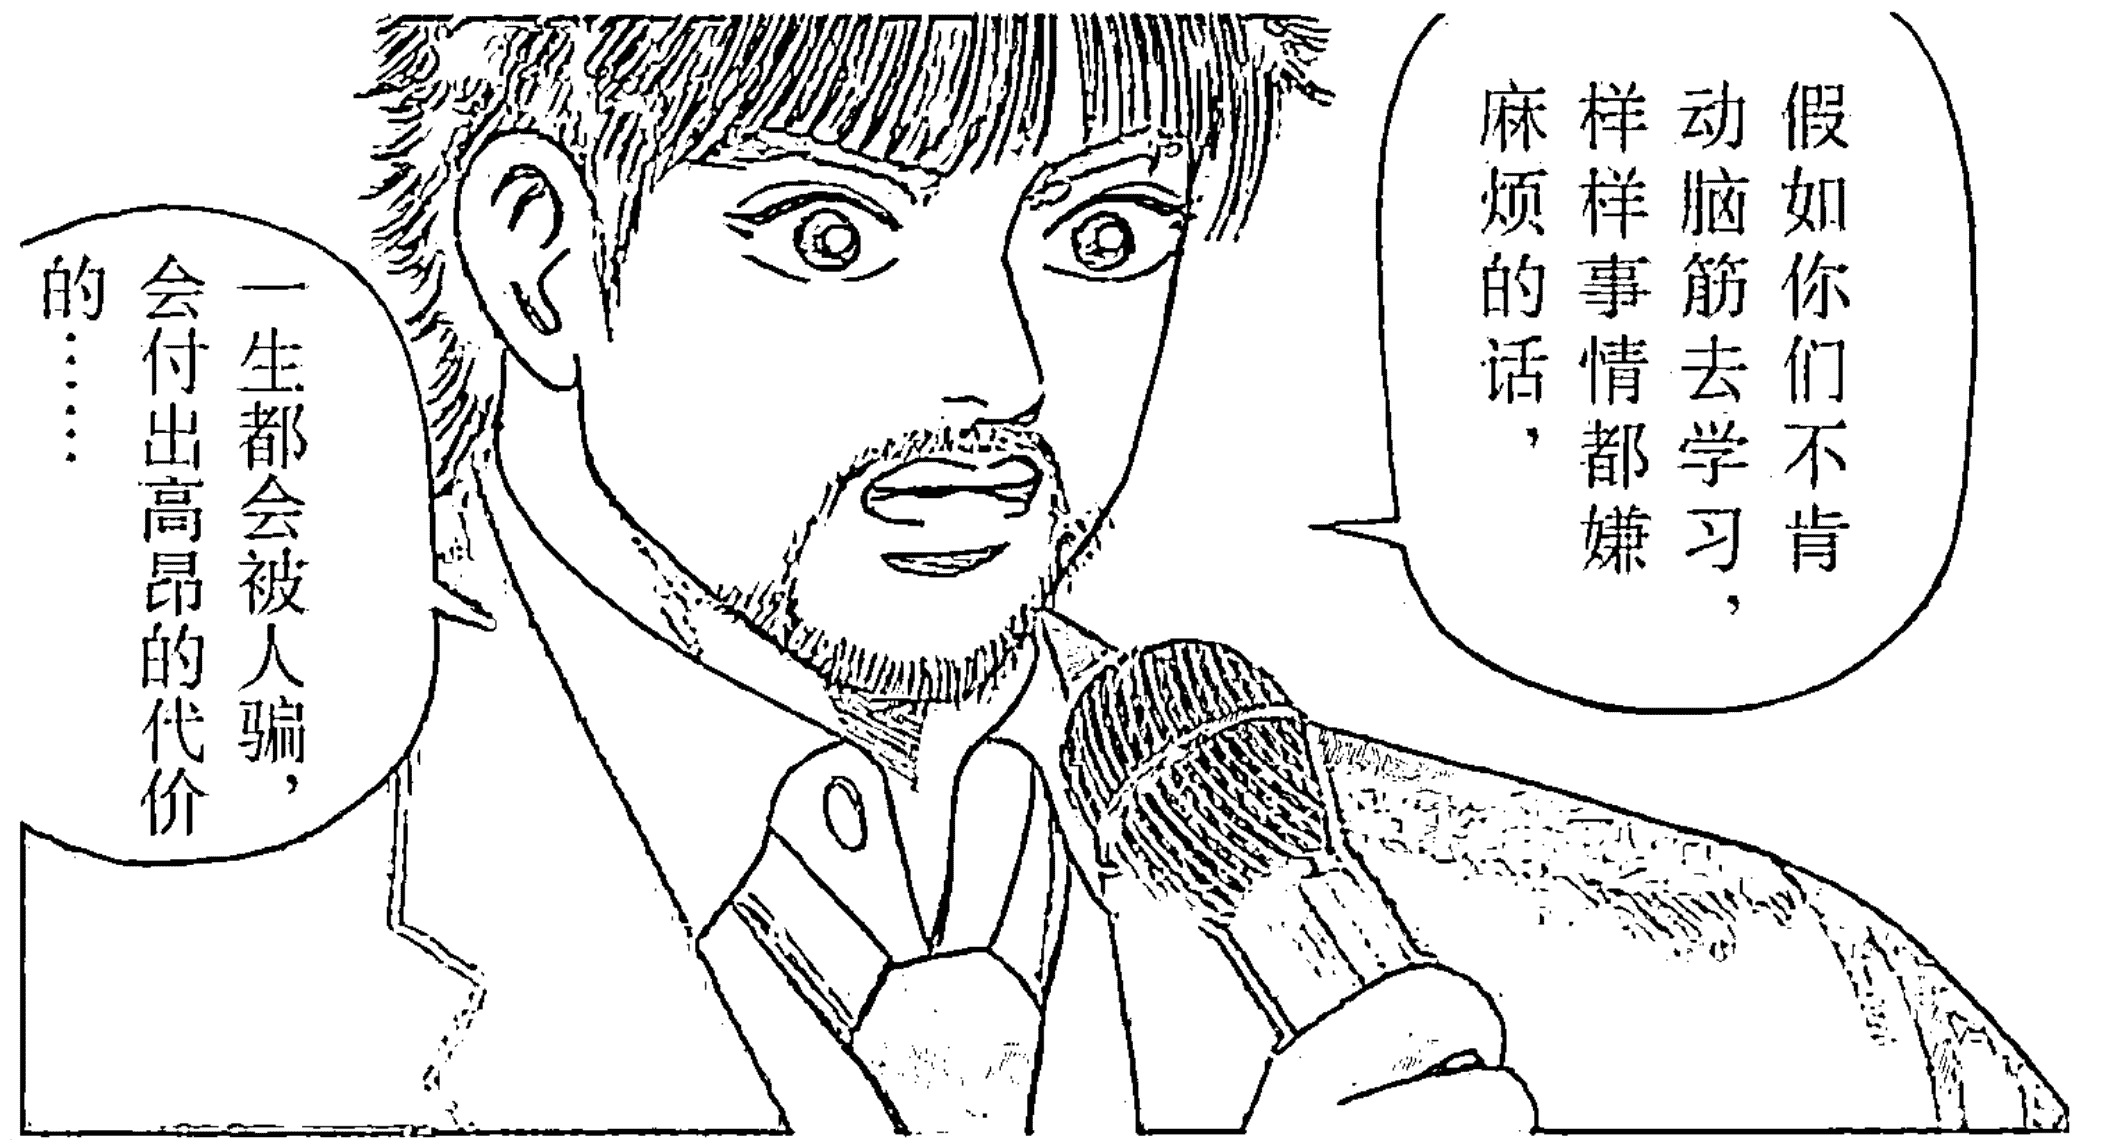 假如你们不肯
动脑筋去学习，
样样事情都嫌
麻烦的话，
一生都会被人骗，
会付出高昂的代价
的……